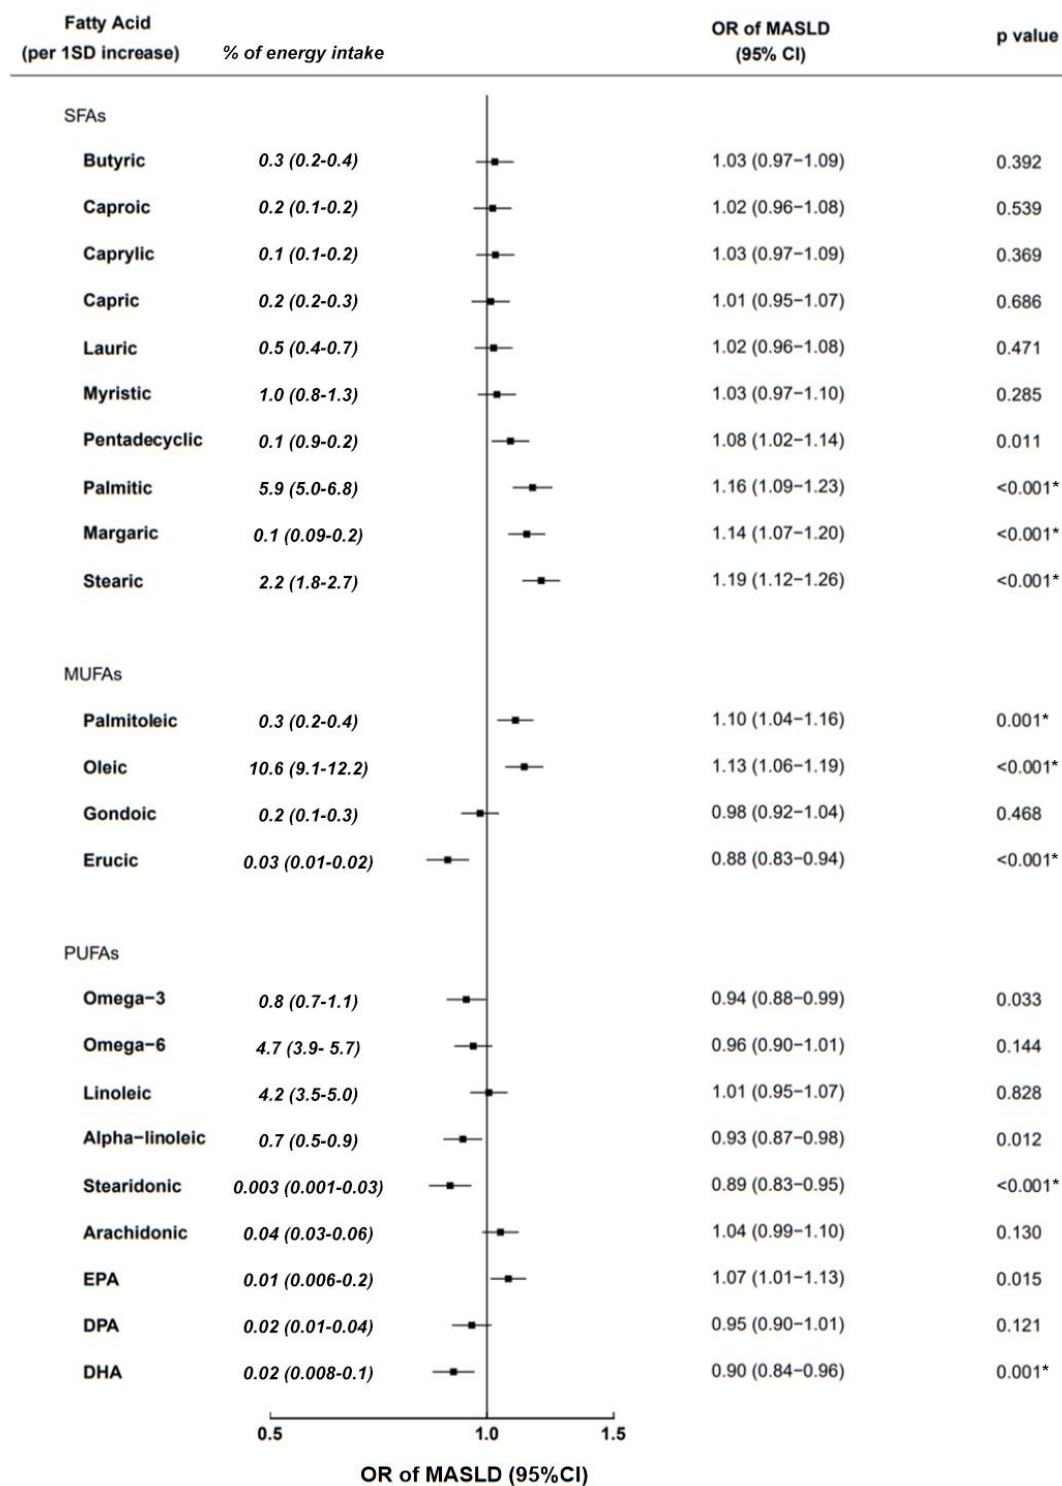 Fatty Acid
(per 1SD increase) % of energy intake OR of MASLD (95% CI) p value
SFAs
Butyric 0.3 (0.2-0.4) 1.03 (0.97−1.09) 0.392
Caproic 0.2 (0.1-0.2) 1.02 (0.96−1.08) 0.539
Caprylic 0.1 (0.1-0.2) 1.03 (0.97−1.09) 0.369
Capric 0.2 (0.2-0.3) 1.01 (0.95−1.07) 0.686
Lauric 0.5 (0.4-0.7) 1.02 (0.96−1.08) 0.471
Myristic 1.0 (0.8-1.3) 1.03 (0.97−1.10) 0.285
Pentadecyclic 0.1 (0.9-0.2) 1.08 (1.02−1.14) 0.011
Palmitic 5.9 (5.0-6.8) 1.16 (1.09−1.23) <0.001*
Margaric 0.1 (0.09-0.2) 1.14 (1.07−1.20) <0.001*
Stearic 2.2 (1.8-2.7) 1.19 (1.12−1.26) <0.001*
MUFAs
Palmitoleic 0.3 (0.2-0.4) 1.10 (1.04−1.16) 0.001*
Oleic 10.6 (9.1-12.2) 1.13 (1.06−1.19) <0.001*
Gondoic 0.2 (0.1-0.3) 0.98 (0.92−1.04) 0.468
Erucic 0.03 (0.01-0.02) 0.88 (0.83−0.94) <0.001*
PUFAs
Omega−3 0.8 (0.7-1.1) 0.94 (0.88−0.99) 0.033
Omega−6 4.7 (3.9- 5.7) 0.96 (0.90−1.01) 0.144
Linoleic 4.2 (3.5-5.0) 1.01 (0.95−1.07) 0.828
Alpha−linoleic 0.7 (0.5-0.9) 0.93 (0.87−0.98) 0.012
Stearidonic 0.003 (0.001-0.03) 0.89 (0.83−0.95) <0.001*
Arachidonic 0.04 (0.03-0.06) 1.04 (0.99−1.10) 0.130
EPA 0.01 (0.006-0.2) 1.07 (1.01−1.13) 0.015
DPA 0.02 (0.01-0.04) 0.95 (0.90−1.01) 0.121
DHA 0.02 (0.008-0.1) 0.90 (0.84−0.96) 0.001*
0.5 1.0 1.5
OR of MASLD (95%CI)